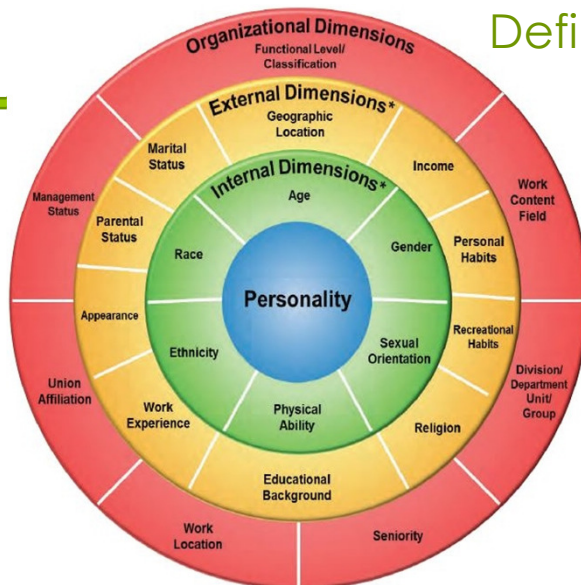 Defi
Organizational Dimensions
Functional Level/
Classification
External Dimensions*
Geographic
Location
Marital
Status
Income
Management
Status
Work
Content
Field
Internal Dimensions*
Age
Parental
Status
Personal
Habits
Race
Gender
Personality
Appearance
Recreational
Habits
Ethnicity
Sexual
Orientation
Union
Affiliation
Division/
Department
Unit/
Group
Work
Experience
Physical
Ability
Religion
Educational
Background
Work
Location
Seniority